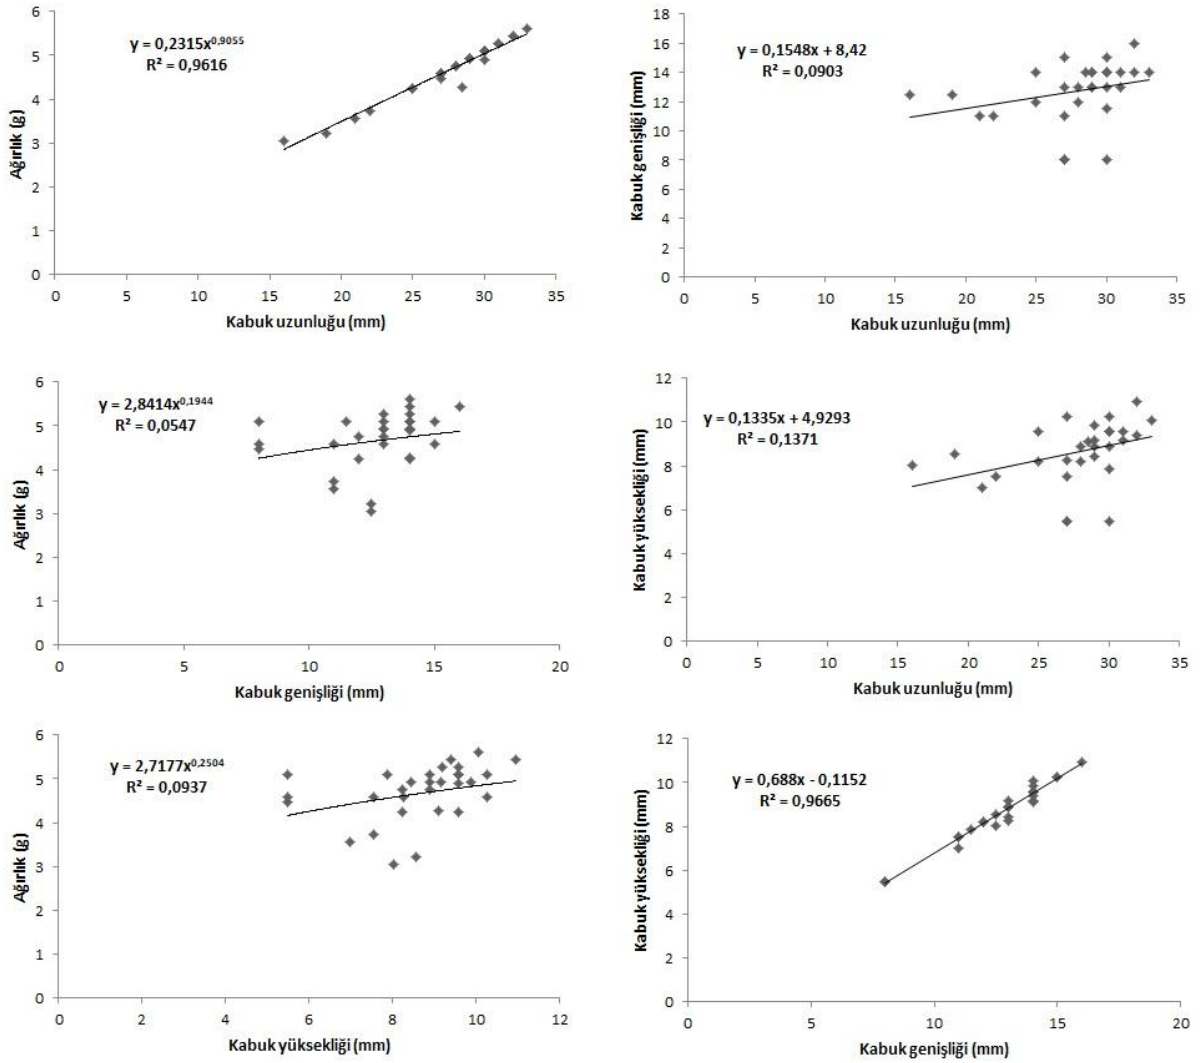 6
5
4
3
2
1
0
Ağırlık (g)
y = 0,2315x^0,9055
R² = 0,9616
0 5 10 15 20 25 30 35
Kabuk uzunluğu (mm)
18
16
14
12
10
8
6
4
2
0
Kabuk genişliği (mm)
y = 0,1548x + 8,42
R² = 0,0903
0 5 10 15 20 25 30 35
Kabuk uzunluğu (mm)
6
5
4
3
2
1
0
Ağırlık (g)
y = 2,8414x^0,1944
R² = 0,0547
0 5 10 15 20
Kabuk genişliği (mm)
12
10
8
6
4
2
0
Kabuk yüksekliği (mm)
y = 0,1335x + 4,9293
R² = 0,1371
0 5 10 15 20 25 30 35
Kabuk uzunluğu (mm)
6
5
4
3
2
1
0
Ağırlık (g)
y = 2,7177x^0,2504
R² = 0,0937
0 2 4 6 8 10 12
Kabuk yüksekliği (mm)
12
10
8
6
4
2
0
Kabuk yüksekliği (mm)
y = 0,688x - 0,1152
R² = 0,9665
0 5 10 15 20
Kabuk genişliği (mm)